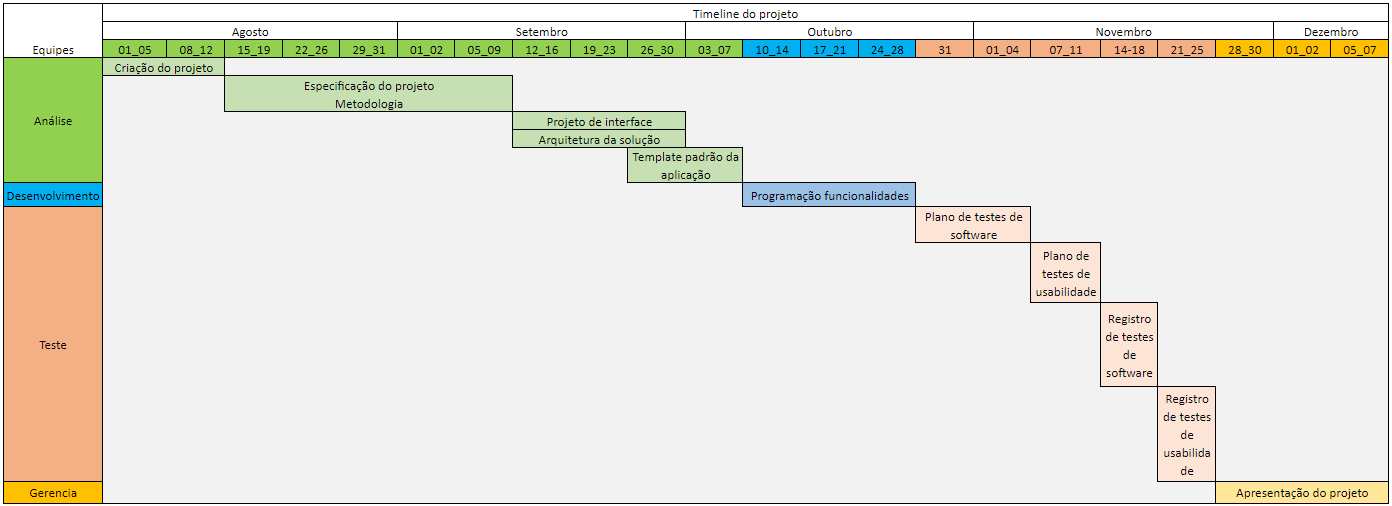 Timeline do projeto
Agosto
Setembro
Outubro
Novembro
Dezembro
Equipes
01_05
08_12
15_19
22_26
29_31
01_02
05_09
12_16
19_23
26_30
03_07
10_14
17_21
24_28
31
01_04
07_11
14-18
21_25
28_30
01_02
05_07
Análise
Criação do projeto
Especificação do projeto
Metodologia
Projeto de interface
Arquitetura da solução
Template padrão da
aplicação
Desenvolvimento
Programação funcionalidades
Teste
Plano de testes de
software
Plano de
testes de
usabilidade
Registro
de testes
de
software
Registro
de testes
de
usabilida
de
Gerencia
Apresentação do projeto